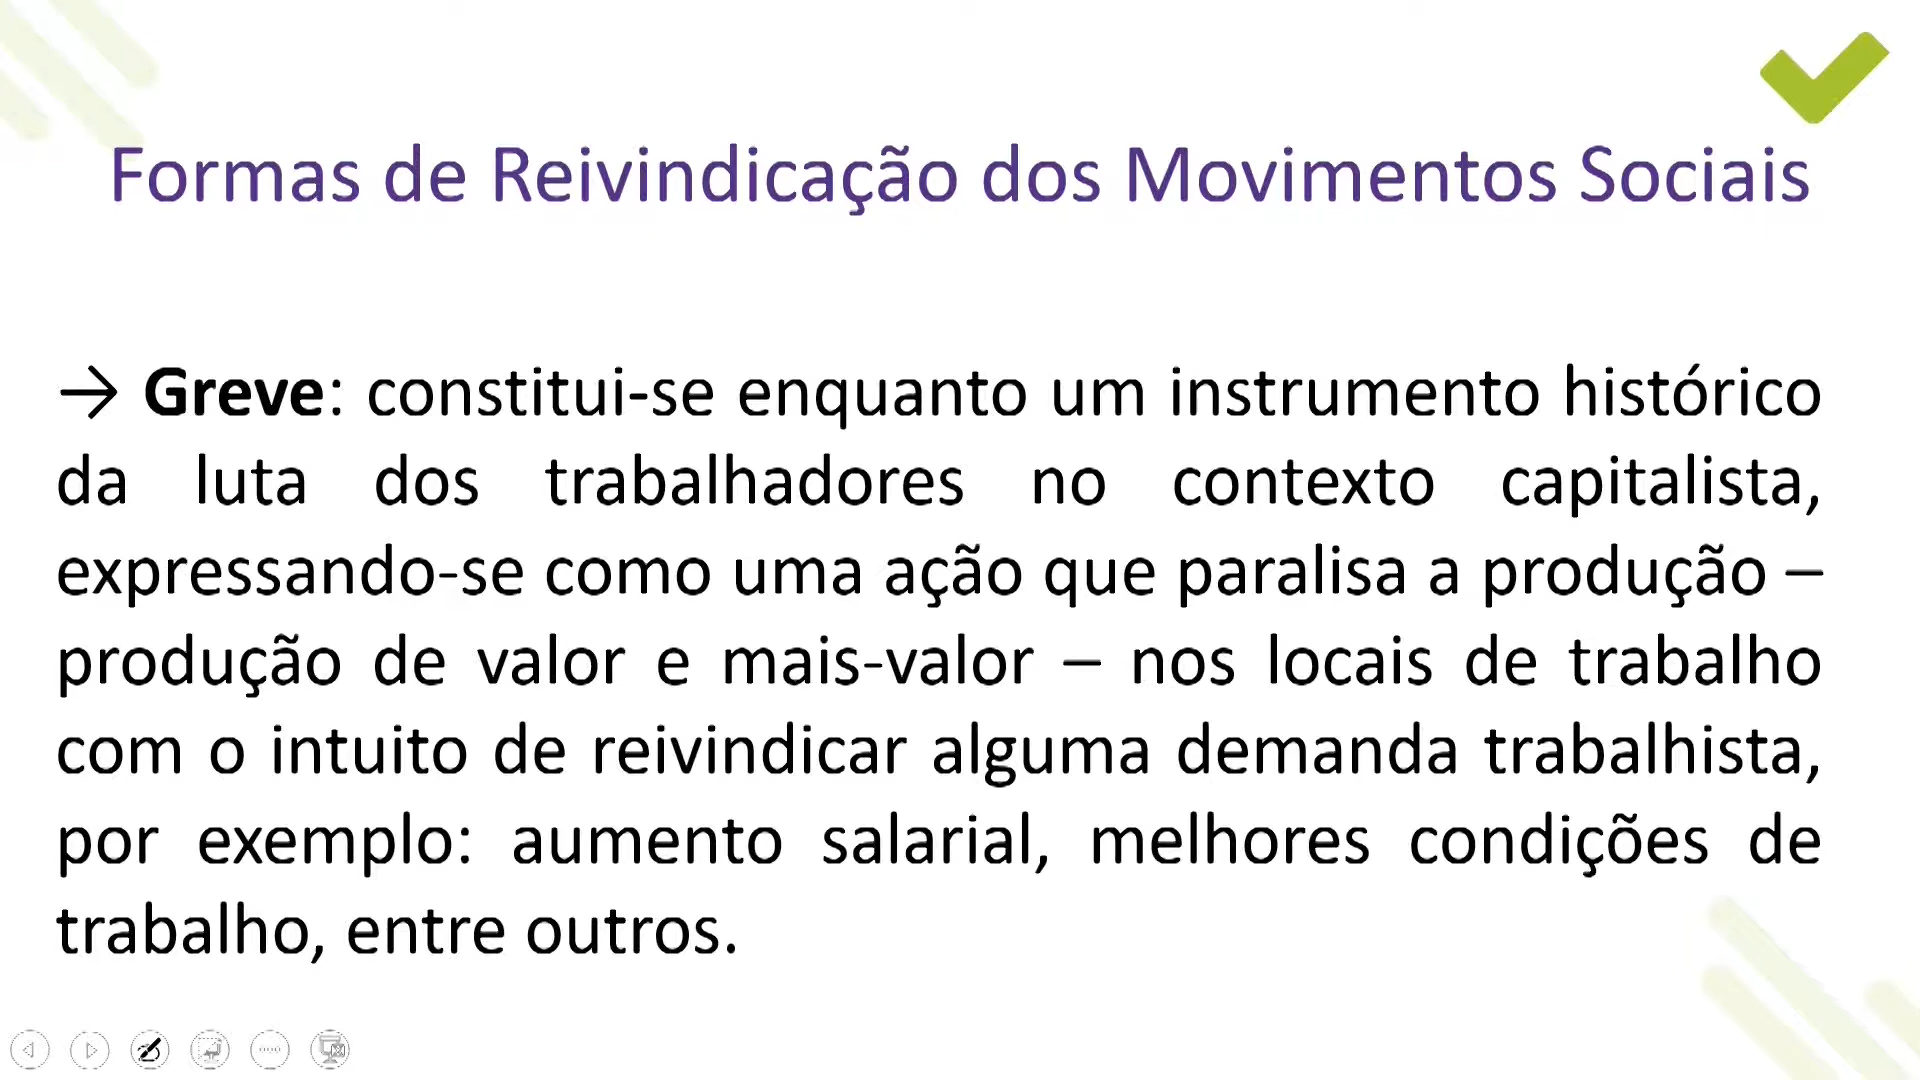 Formas de Reivindicação dos Movimentos Sociais
→ Greve: constitui-se enquanto um instrumento histórico
da luta dos trabalhadores no contexto capitalista,
expressando-se como uma ação que paralisa a produção –
produção de valor e mais-valor – nos locais de trabalho
com o intuito de reivindicar alguma demanda trabalhista,
por exemplo: aumento salarial, melhores condições de
trabalho, entre outros.